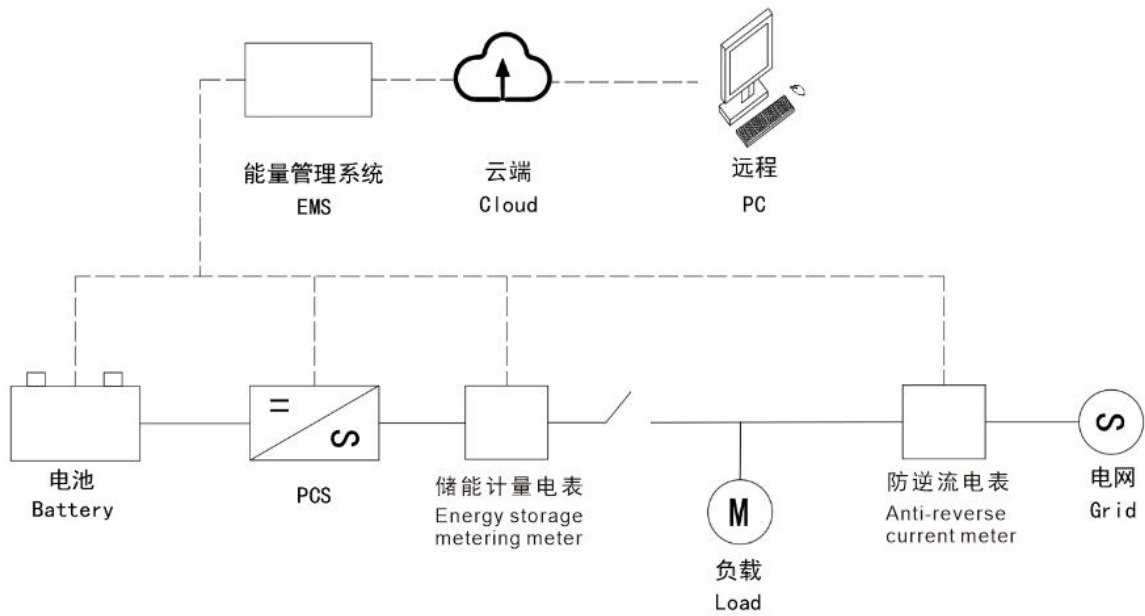 能量管理系统
EMS
云端
Cloud
远程
PC
电池
Battery
PCS
储能计量电表
Energy storage
metering meter
M
负载
Load
防逆流电表
Anti-reverse
current meter
S
电网
Grid